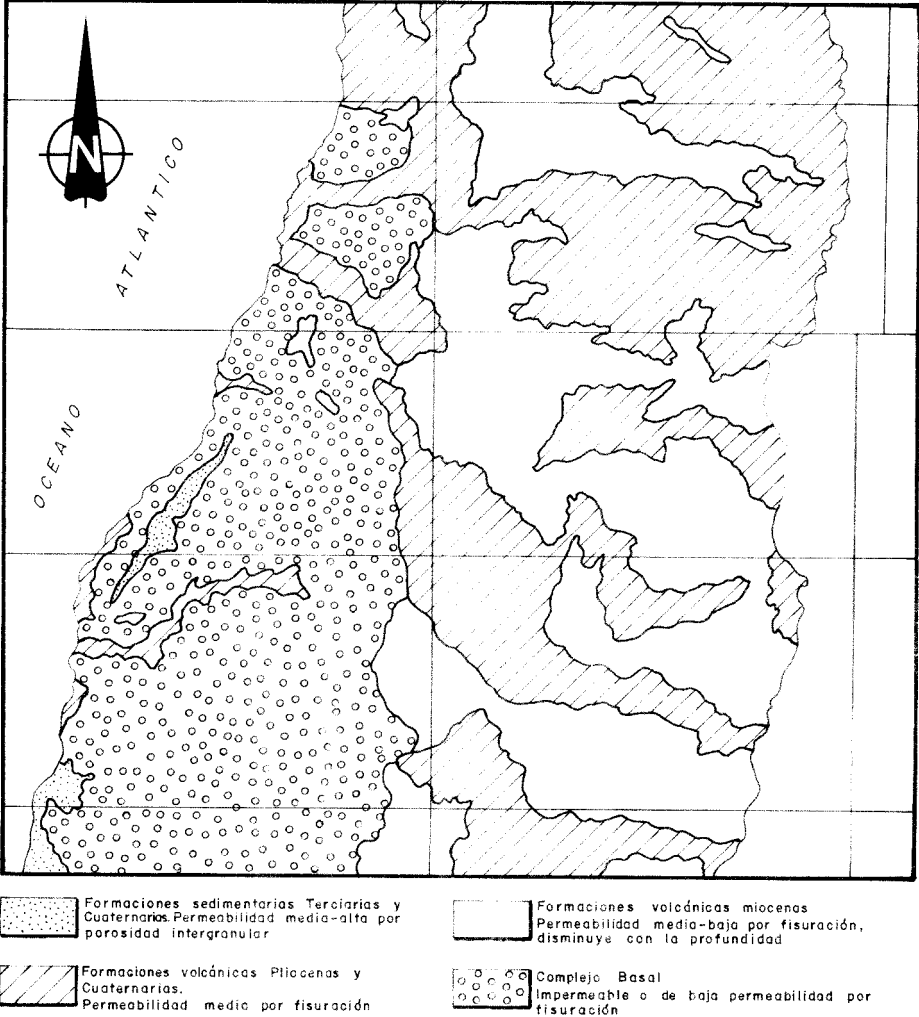 N
ATLANTICO
OCEANO
Formaciones sedimentarias Terciarias y
Cuaternarias. Permeabilidad media-alta por
porosidad intergranular
Formaciones volcánicas Pliocenas y
Cuaternarias.
Permeabilidad media por fisuración
Formaciones volcánicas miocenas
Permeabilidad media-baja por fisuración,
disminuye con la profundidad
Complejo Basal
Impermeable o de baja permeabilidad por
fisuración